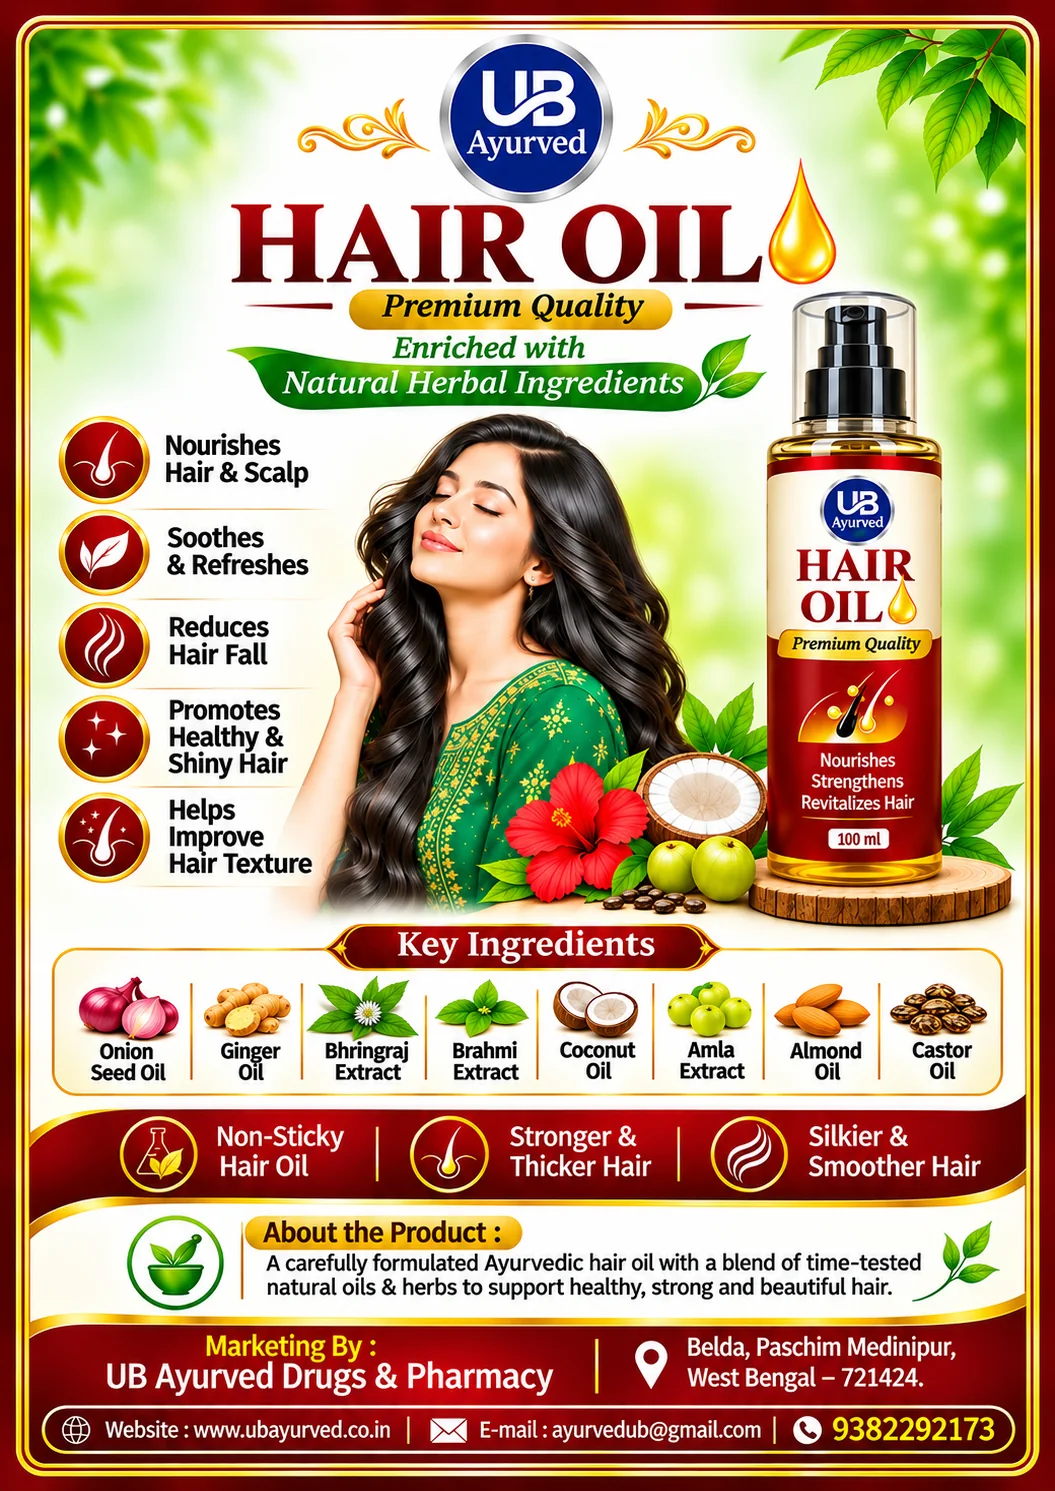 UB
Ayurved
HAIR OIL
Premium Quality
Enriched with
Natural Herbal Ingredients
Nourishes
Hair & Scalp
Soothes
& Refreshes
Reduces
Hair Fall
Promotes
Healthy &
Shiny Hair
Helps
Improve
Hair Texture
UB
Ayurved
HAIR
OIL
Premium Quality
Nourishes
Strengthens
Revitalizes Hair
100 ml
Key Ingredients
Onion
Seed Oil
Ginger
Oil
Bhringraj
Extract
Brahmi
Extract
Coconut
Oil
Amla
Extract
Almond
Oil
Castor
Oil
Non-Sticky
Hair Oil
Stronger &
Thicker Hair
Silkier &
Smoother Hair
About the Product :
A carefully formulated Ayurvedic hair oil with a blend of time-tested
natural oils & herbs to support healthy, strong and beautiful hair.
Marketing By :
UB Ayurved Drugs & Pharmacy
Belda, Paschim Medinipur,
West Bengal – 721424.
Website : www.ubayurved.co.in
E-mail : ayurvedub@gmail.com
9382292173